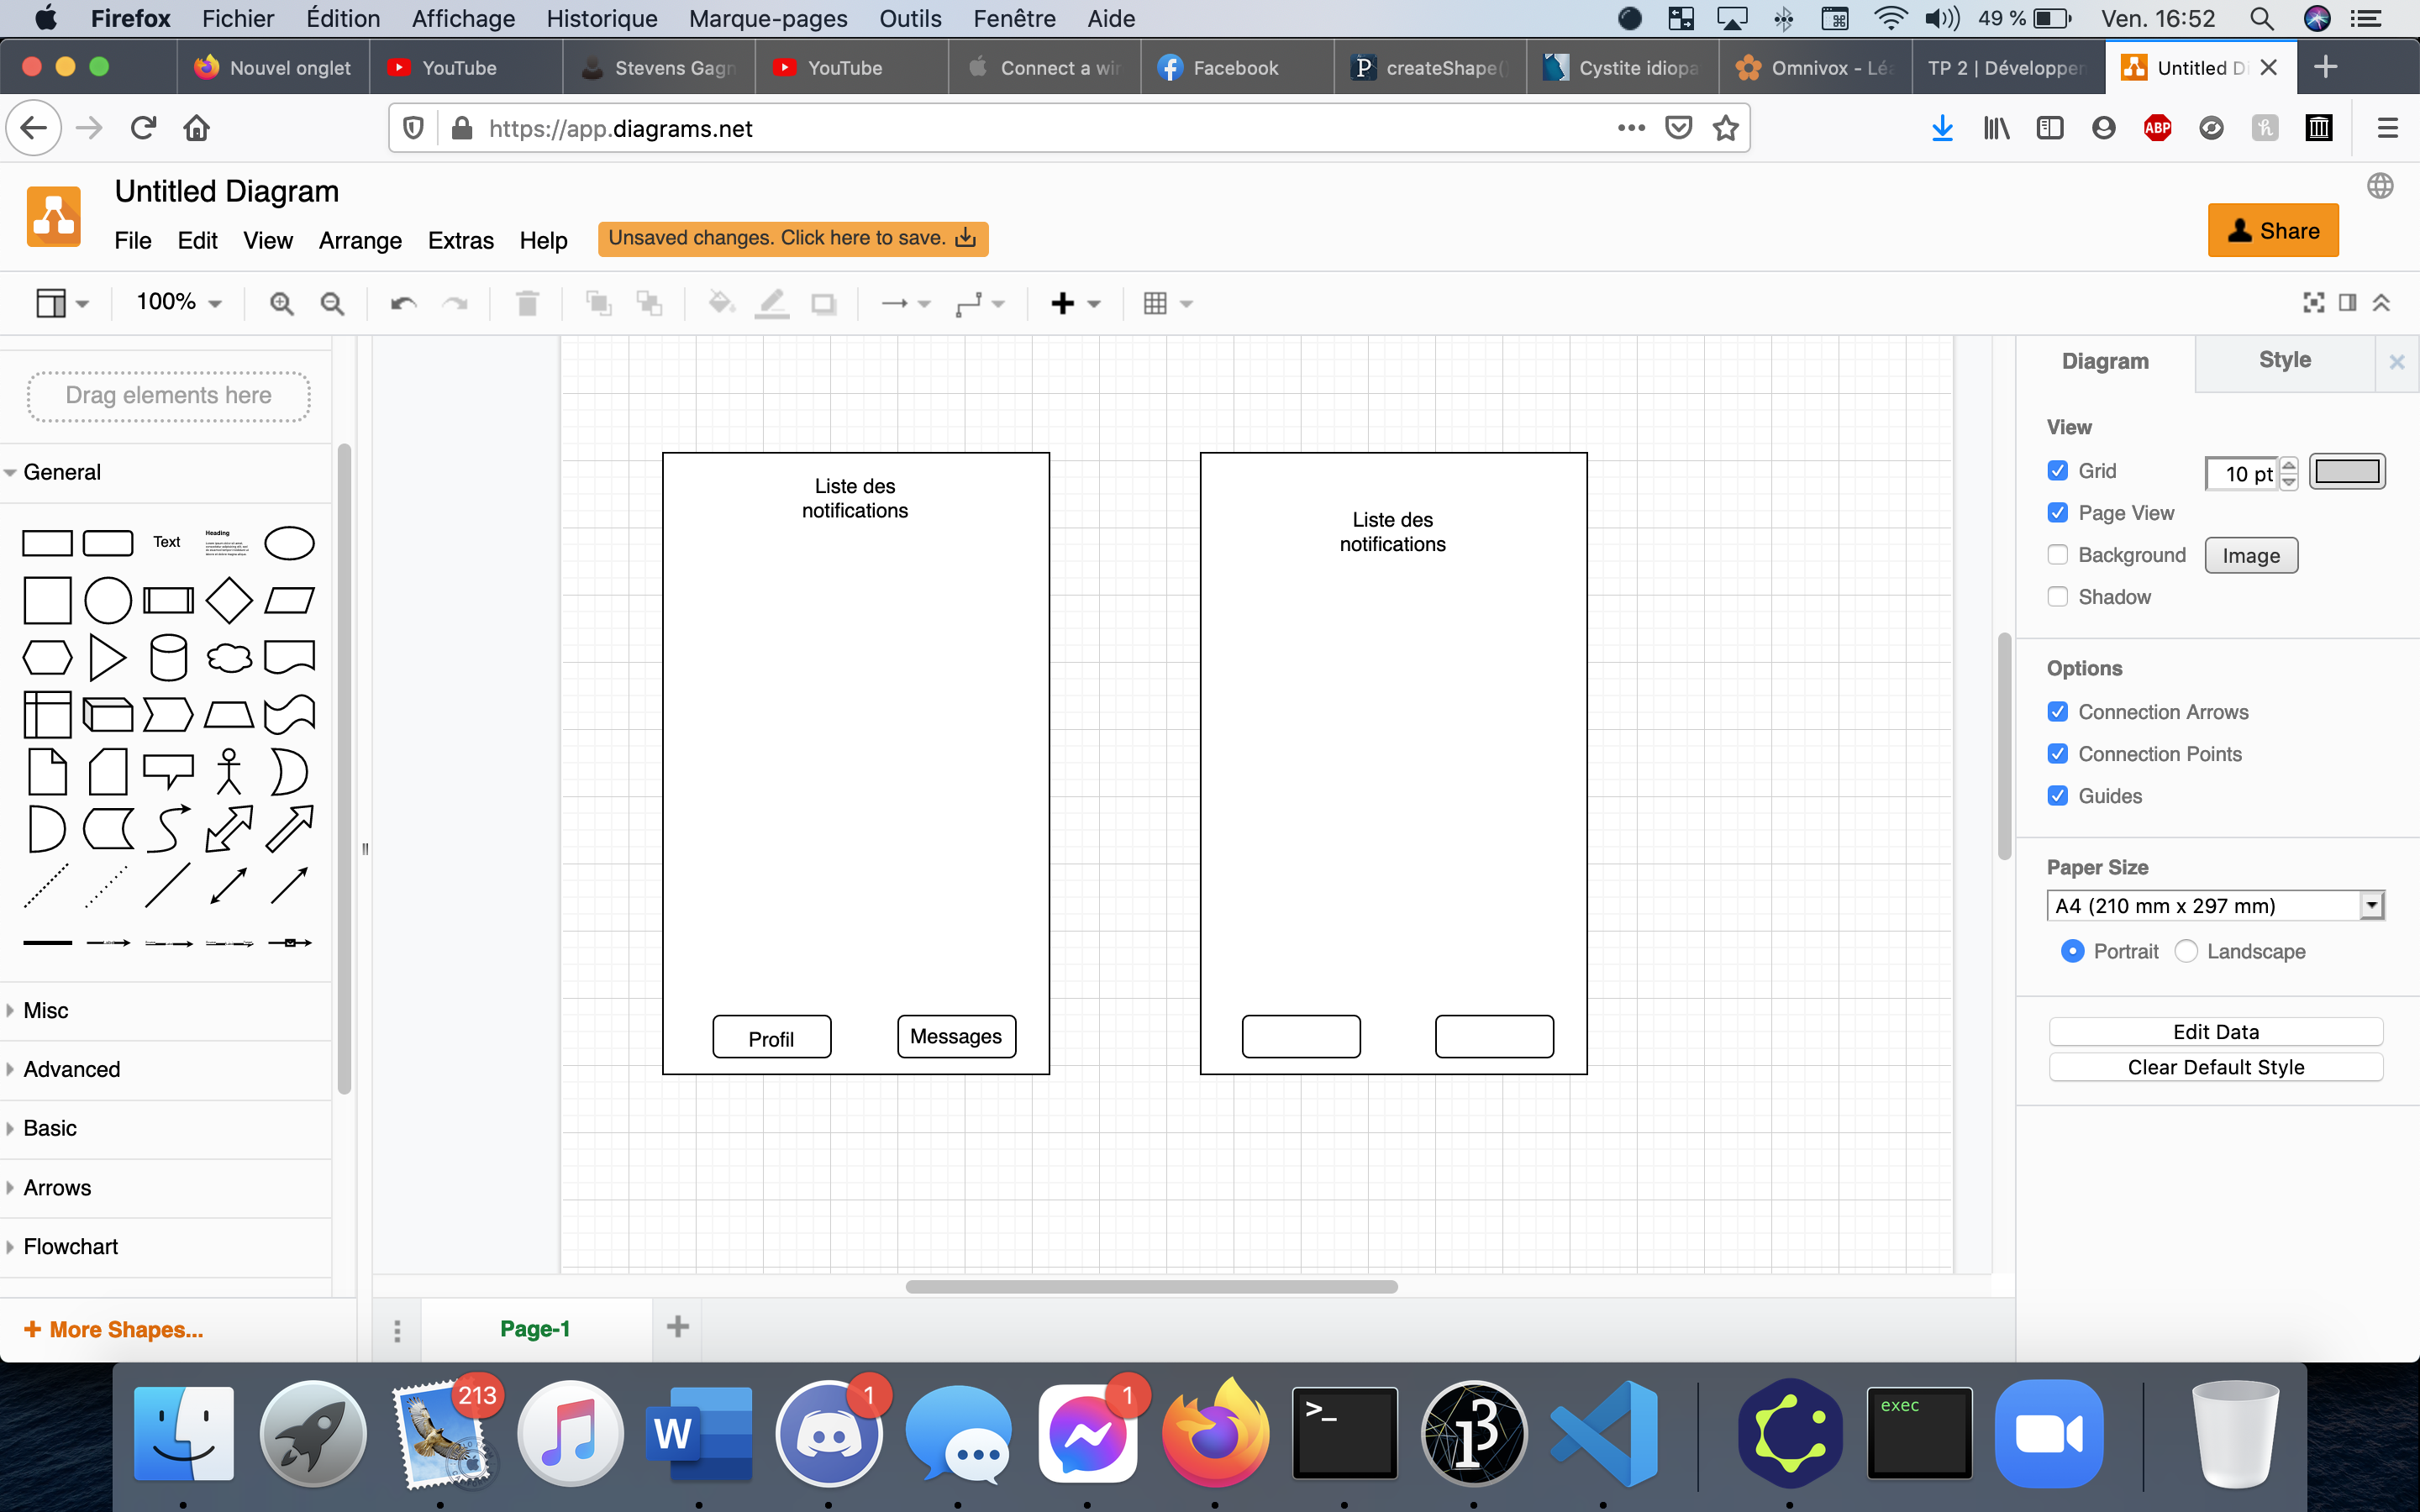 Firefox Fichier Édition Affichage Historique Marque-pages Outils Fenêtre Aide 49 % Ven. 16:52
Nouvel onglet YouTube Stevens Gagn YouTube Connect a wir Facebook createShape() Cystite idiopa Omnivox - Léa TP 2 | Développe Untitled D
https://app.diagrams.net
ABP
Untitled Diagram
File Edit View Arrange Extras Help Unsaved changes. Click here to save.
Share
100%
Drag elements here
General
Text
Heading
Misc
Advanced
Basic
Arrows
Flowchart
+ More Shapes...
Liste des
notifications
Profil
Messages
Liste des
notifications
Page-1
Diagram
Style
View
Grid
10 pt
Page View
Background
Image
Shadow
Options
Connection Arrows
Connection Points
Guides
Paper Size
A4 (210 mm x 297 mm)
Portrait
Landscape
Edit Data
Clear Default Style
213
W
1
1
>_
exec